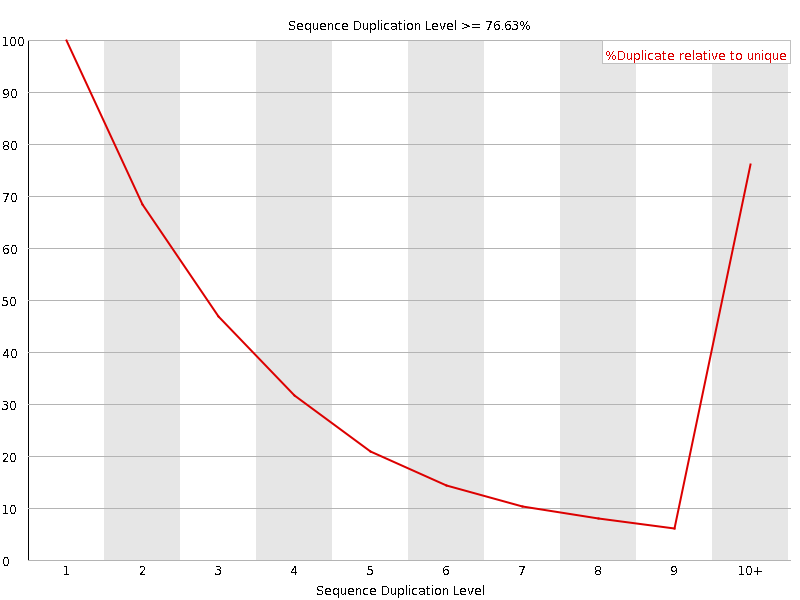 Sequence Duplication Level >= 76.63%
%Duplicate relative to unique
100
90
80
70
60
50
40
30
20
10
0
1 2 3 4 5 6 7 8 9 10+
Sequence Duplication Level